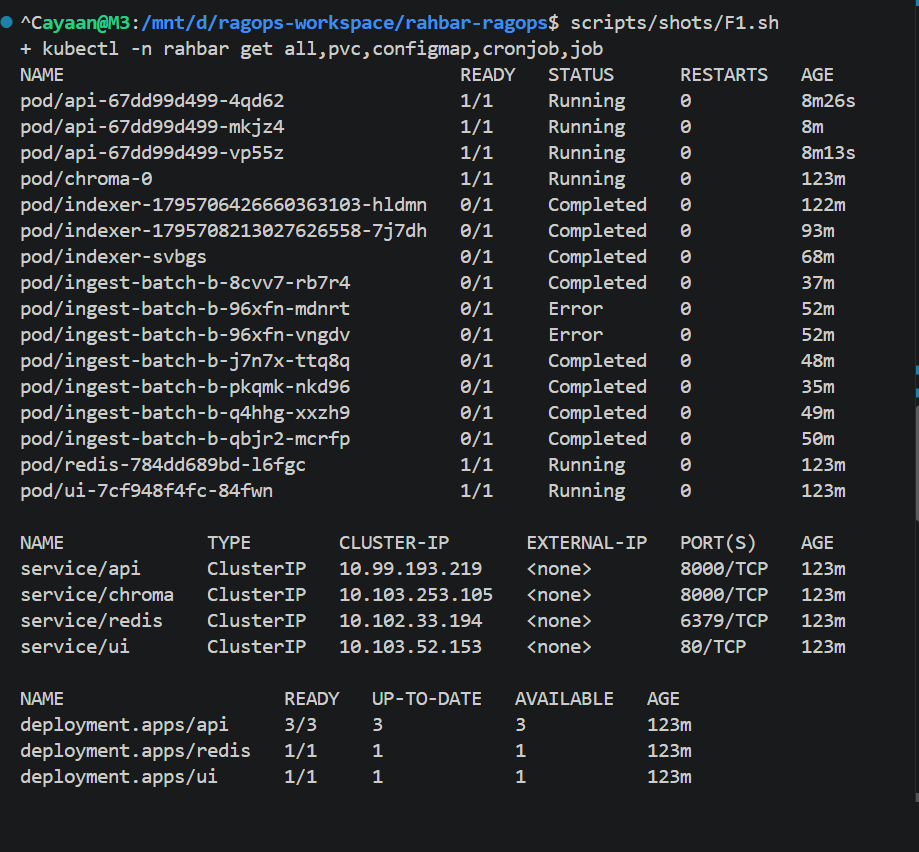 ^Cayaan@M3:/mnt/d/ragops-workspace/rahbar-ragops$ scripts/shots/F1.sh
+ kubectl -n rahbar get all,pvc,configmap,cronjob,job
NAME READY STATUS RESTARTS AGE
pod/api-67dd99d499-4qd62 1/1 Running 0 8m26s
pod/api-67dd99d499-mkjz4 1/1 Running 0 8m
pod/api-67dd99d499-vp55z 1/1 Running 0 8m13s
pod/chroma-0 1/1 Running 0 123m
pod/indexer-1795706426660363103-hldmn 0/1 Completed 0 122m
pod/indexer-1795708213027626558-7j7dh 0/1 Completed 0 93m
pod/indexer-svbgs 0/1 Completed 0 68m
pod/ingest-batch-b-8cvv7-rb7r4 0/1 Completed 0 37m
pod/ingest-batch-b-96xfn-mdnrt 0/1 Error 0 52m
pod/ingest-batch-b-96xfn-vngdv 0/1 Error 0 52m
pod/ingest-batch-b-j7n7x-ttq8q 0/1 Completed 0 48m
pod/ingest-batch-b-pkqmk-nkd96 0/1 Completed 0 35m
pod/ingest-batch-b-q4hhg-xxzh9 0/1 Completed 0 49m
pod/ingest-batch-b-qbjr2-mcrfp 0/1 Completed 0 50m
pod/redis-784dd689bd-l6fgc 1/1 Running 0 123m
pod/ui-7cf948f4fc-84fwn 1/1 Running 0 123m
NAME TYPE CLUSTER-IP EXTERNAL-IP PORT(S) AGE
service/api ClusterIP 10.99.193.219 <none> 8000/TCP 123m
service/chroma ClusterIP 10.103.253.105 <none> 8000/TCP 123m
service/redis ClusterIP 10.102.33.194 <none> 6379/TCP 123m
service/ui ClusterIP 10.103.52.153 <none> 80/TCP 123m
NAME READY UP-TO-DATE AVAILABLE AGE
deployment.apps/api 3/3 3 3 123m
deployment.apps/redis 1/1 1 1 123m
deployment.apps/ui 1/1 1 1 123m